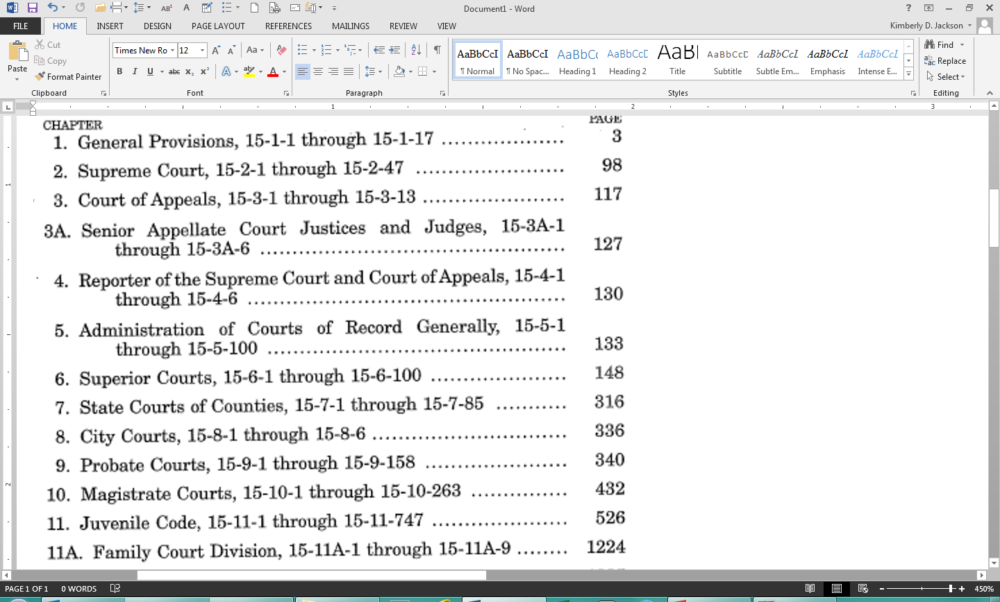 Document1 - Word
FILE HOME INSERT DESIGN PAGE LAYOUT REFERENCES MAILINGS REVIEW VIEW
Kimberly D. Jackson
Paste
Cut
Copy
Format Painter
Times New Ro 12
Clipboard
Font
Paragraph
AaBbCcI AaBbCcI AaBbC AaBbCcD AaBl AaBbCcD AaBbCcI AaBbCcI AaBbCcI
¶ Normal ¶ No Spac... Heading 1 Heading 2 Title Subtitle Subtle Em... Emphasis Intense E...
Styles
Find
Replace
Select
Editing
1 2 3
CHAPTER PAGE
1. General Provisions, 15-1-1 through 15-1-17 ................... 3
2. Supreme Court, 15-2-1 through 15-2-47 ....................... 98
3. Court of Appeals, 15-3-1 through 15-3-13 ...................... 117
3A. Senior Appellate Court Justices and Judges, 15-3A-1
through 15-3A-6 ............................................... 127
4. Reporter of the Supreme Court and Court of Appeals, 15-4-1
through 15-4-6 ................................................. 130
5. Administration of Courts of Record Generally, 15-5-1
through 15-5-100 .............................................. 133
6. Superior Courts, 15-6-1 through 15-6-100 ..................... 148
7. State Courts of Counties, 15-7-1 through 15-7-85 ........... 316
8. City Courts, 15-8-1 through 15-8-6 .............................. 336
9. Probate Courts, 15-9-1 through 15-9-158 ...................... 340
10. Magistrate Courts, 15-10-1 through 15-10-263 ............... 432
11. Juvenile Code, 15-11-1 through 15-11-747 ..................... 526
11A. Family Court Division, 15-11A-1 through 15-11A-9 ........ 1224
PAGE 1 OF 1 0 WORDS 450%